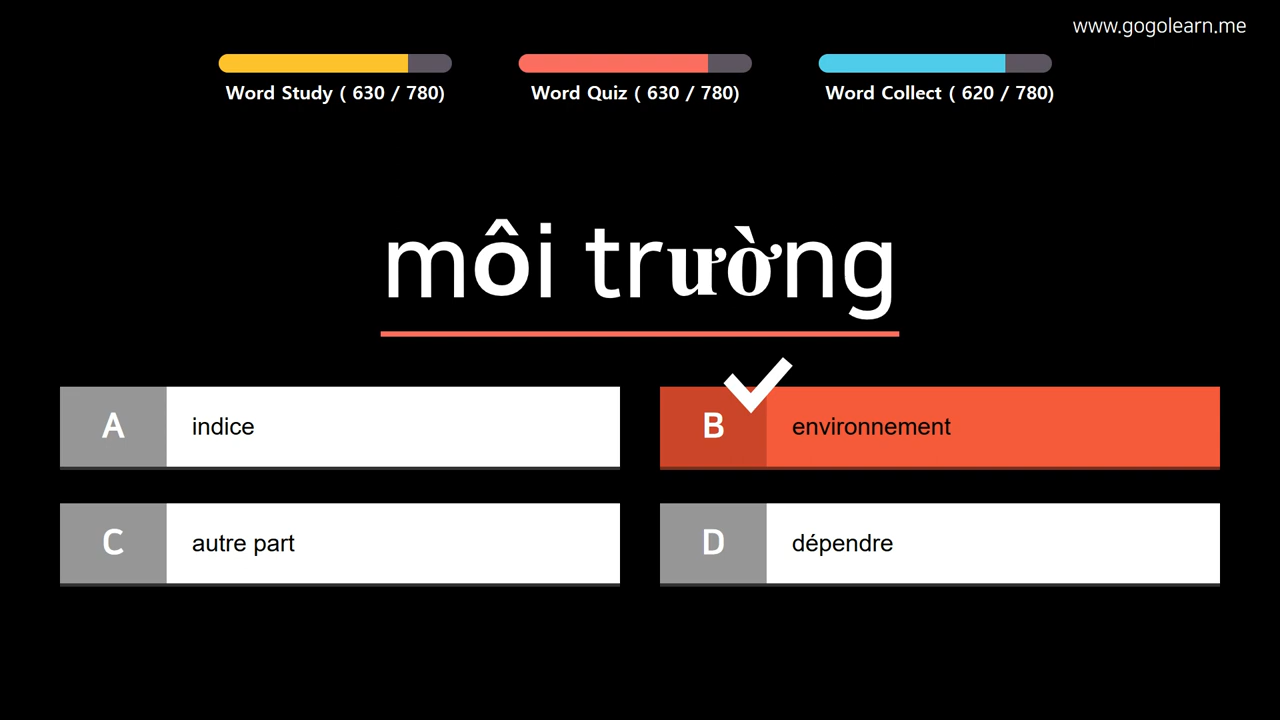 www.gogolearn.me
Word Study ( 630 / 780)
Word Quiz ( 630 / 780)
Word Collect ( 620 / 780)
môi trường
A indice
B environnement
C autre part
D dépendre